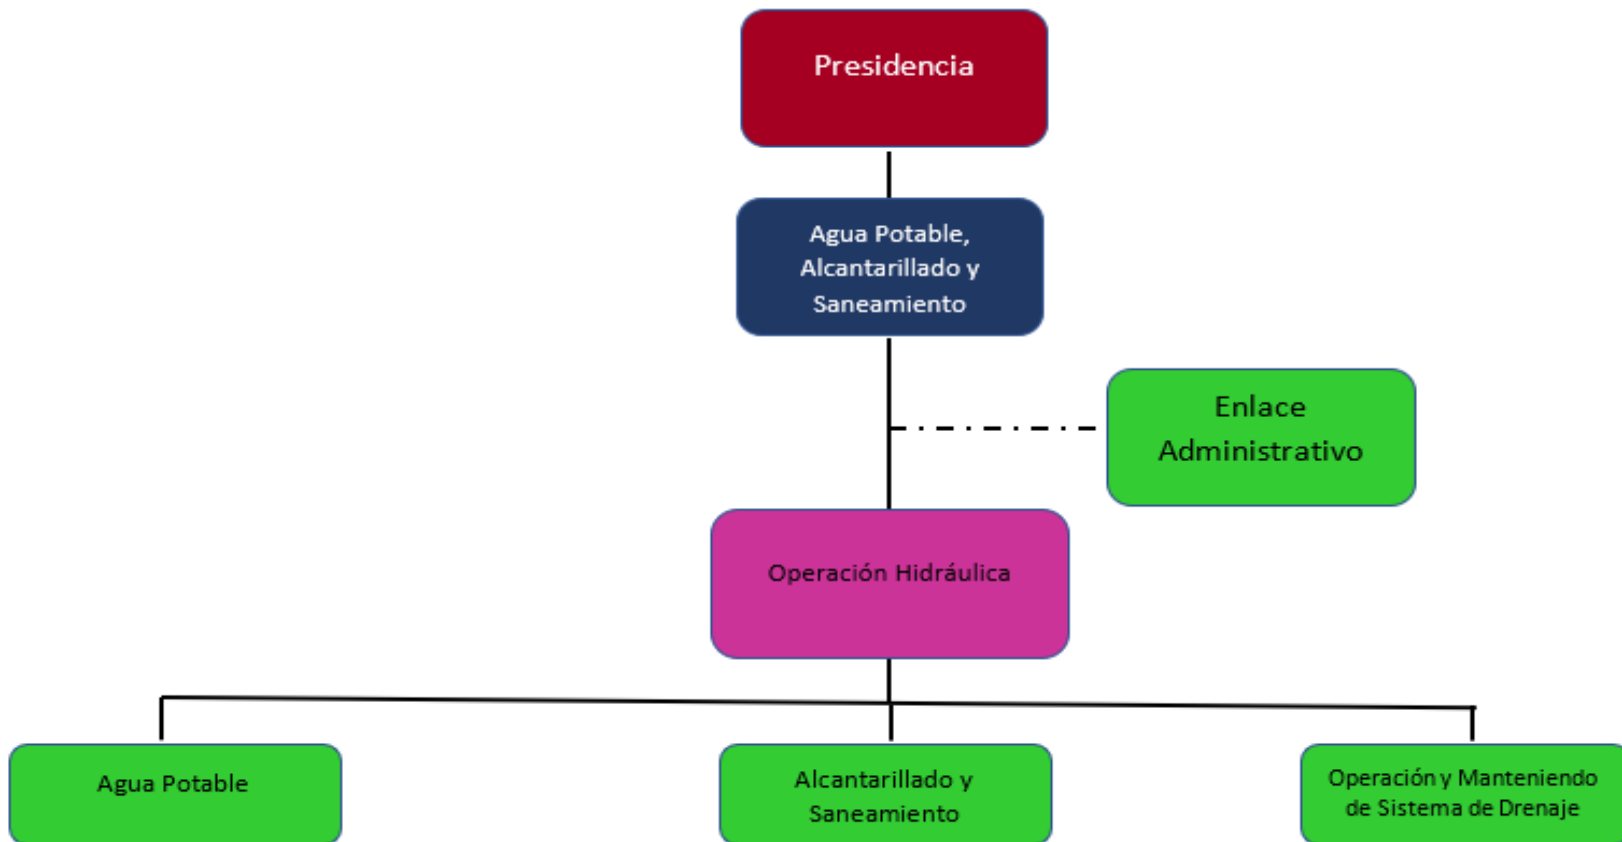 Presidencia
Agua Potable,
Alcantarillado y
Saneamiento
Enlace
Administrativo
Operación Hidráulica
Agua Potable
Alcantarillado y
Saneamiento
Operación y Manteniendo
de Sistema de Drenaje